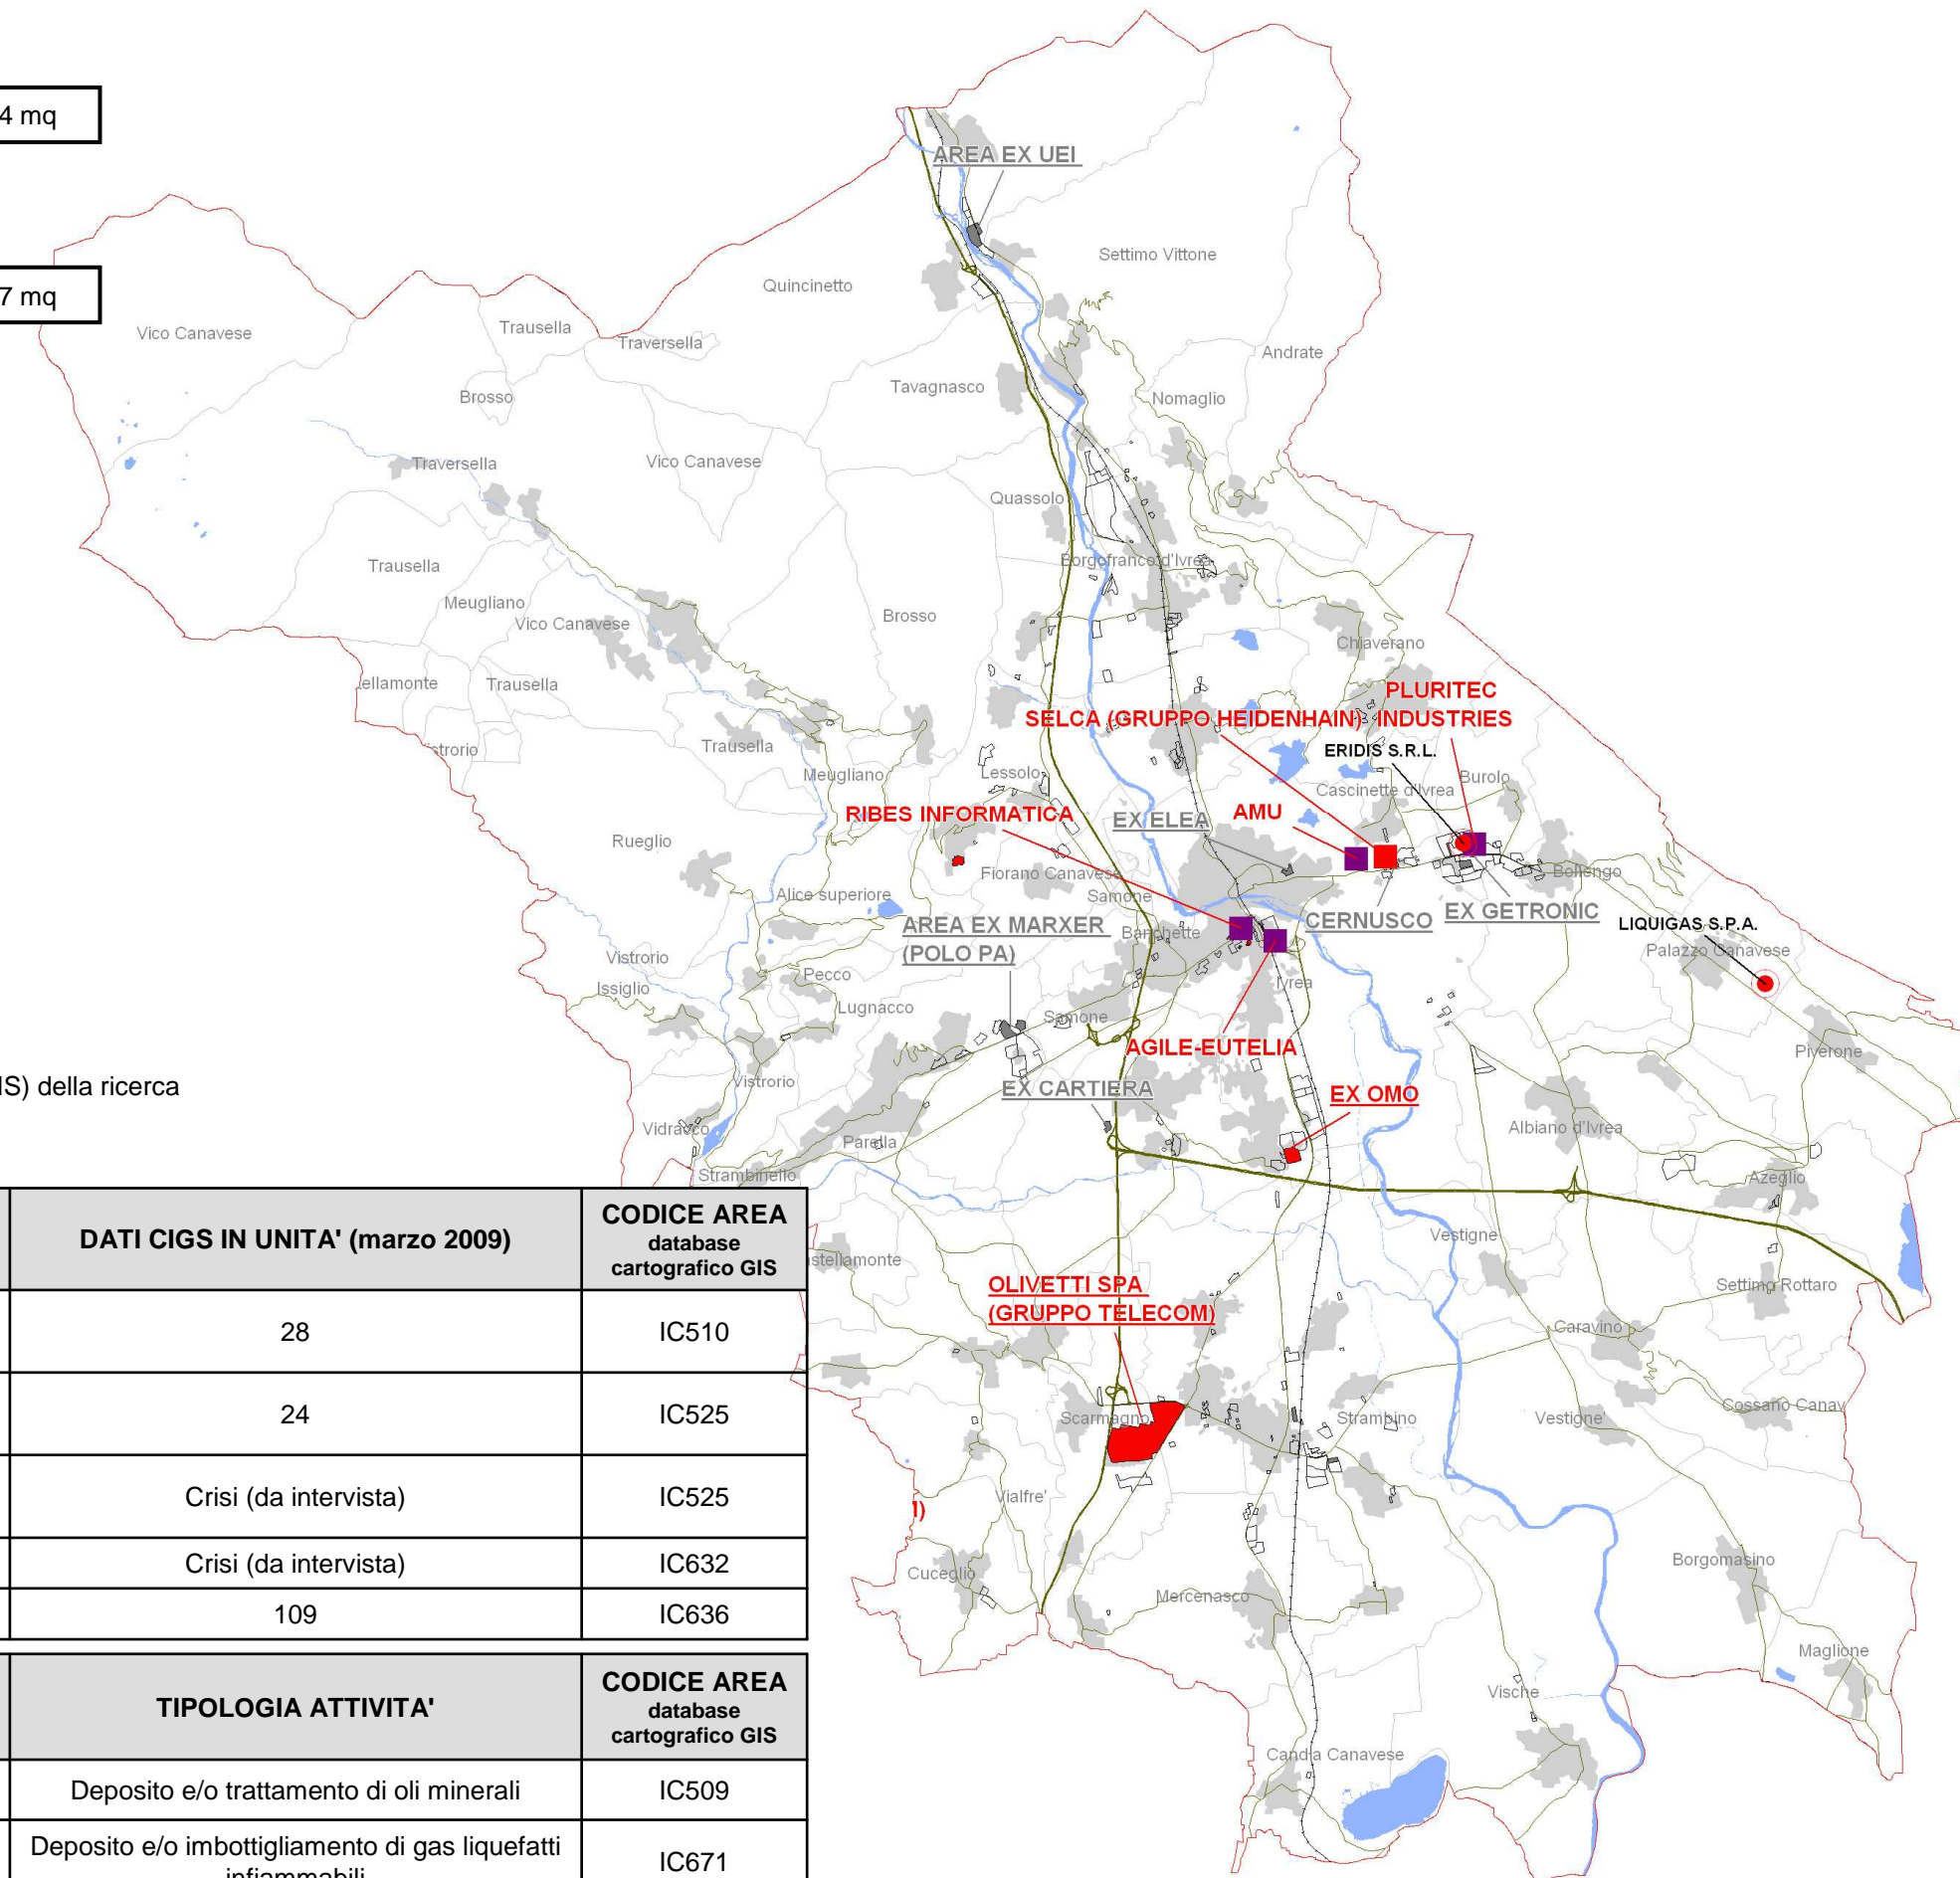 4 mq
7 mq
AREA EX UEI
Settimo Vittone
Quincinetto
Vico Canavese
Trausella
Traversella
Andrate
Tavagnasco
Brosso
Nomaglio
Traversella
Vico Canavese
Quassolo
Borgofranco d'Ivrea
Trausella
Meugliano
Vico Canavese
Brosso
Chiaverano
ellamonte
Trausella
PLURITEC
SELCA (GRUPPO HEIDENHAIN)
INDUSTRIES
strorio
Trausella
ERIDIS S.R.L.
Meugliano
Lessolo
Burolo
Cascinette d'Ivrea
RIBES INFORMATICA
EX ELEA
AMU
Rueglio
Fiorano Canavese
Bollengo
Alice superiore
Samone
AREA EX MARXER
(POLO PA)
Banchette
CERNUSCO
EX GETRONIC
LIQUIGAS S.P.A.
Palazzo Canavese
Vistrorio
Pecco
Issiglio
Ivrea
Lugnacco
Samone
AGILE-EUTELIA
Piverone
IS) della ricerca
Vistrorio
EX CARTIERA
EX OMO
Vidracco
Parella
Albiano d'Ivrea
Strambinello
Azeglio
DATI CIGS IN UNITA' (marzo 2009)
CODICE AREA
database
cartografico GIS
Vestigne'
stellamonte
OLIVETTI SPA
(GRUPPO TELECOM)
Settimo Rottaro
28
IC510
Caravino
24
IC525
Scarmagno
Strambino
Vestigne'
Cossano Canav
Crisi (da intervista)
IC525
Vialfre'
I)
Crisi (da intervista)
IC632
Cuceglio
Borgomasino
109
IC636
Mercenasco
TIPOLOGIA ATTIVITA'
CODICE AREA
database
cartografico GIS
Maglione
Vische
Candia Canavese
Deposito e/o trattamento di oli minerali
IC509
Deposito e/o imbottigliamento di gas liquefatti
infiammabili
IC671